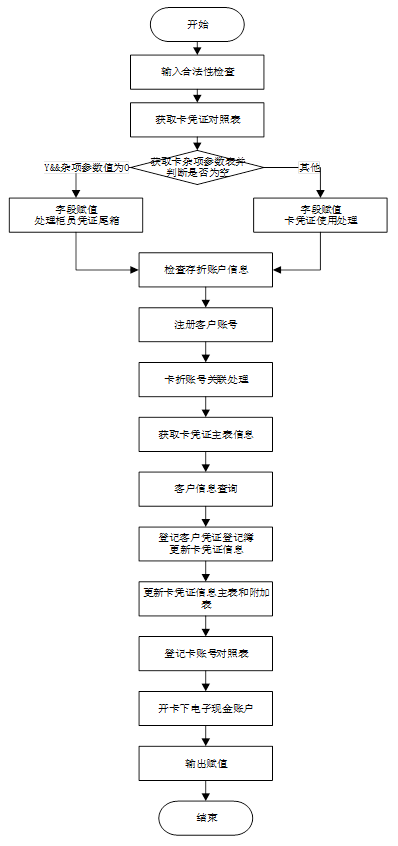 开始
输入合法性检查
获取卡凭证对照表
获取卡杂项参数表并
判断是否为空
Y&&杂项参数值为0
其他
字段赋值
处理柜员凭证尾箱
字段赋值
卡凭证使用处理
检查存折账户信息
注册客户账号
卡折账号关联处理
获取卡凭证主表信息
客户信息查询
登记客户凭证登记簿
更新卡凭证信息
更新卡凭证信息主表和附加
表
登记卡账号对照表
开卡下电子现金账户
输出赋值
结束